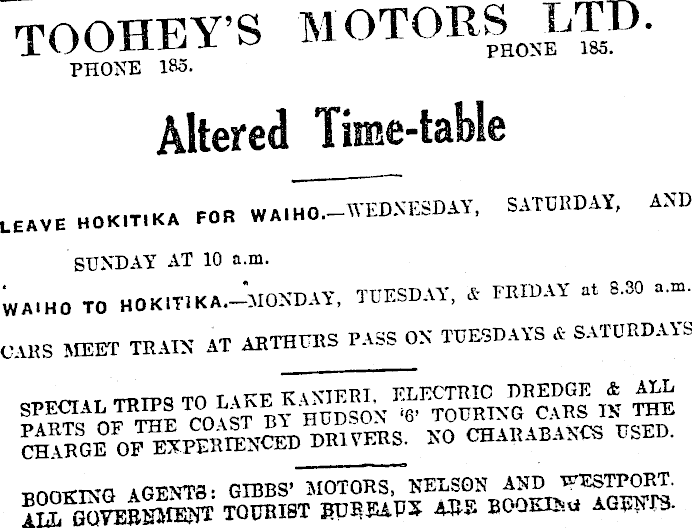 TOOHEY'S MOTORS LTD.
PHONE 185. PHONE 185.
Altered Time-table
LEAVE HOKITIKA FOR WAIHO.—WEDNESDAY, SATURDAY, AND
SUNDAY AT 10 a.m.
WAIHO TO HOKITIKA.—MONDAY, TUESDAY, & FRIDAY at 8.30 a.m.
CARS MEET TRAIN AT ARTHURS PASS ON TUESDAYS & SATURDAYS
SPECIAL TRIPS TO LAKE KANIERI, ELECTRIC DREDGE & ALL
PARTS OF THE COAST BY HUDSON '6' TOURING CARS IN THE
CHARGE OF EXPERIENCED DRIVERS. NO CHARABANCS USED.
BOOKING AGENTS: GIBBS' MOTORS, NELSON AND WESTPORT.
ALL GOVERNMENT TOURIST BUREAUX ARE BOOKING AGENTS.